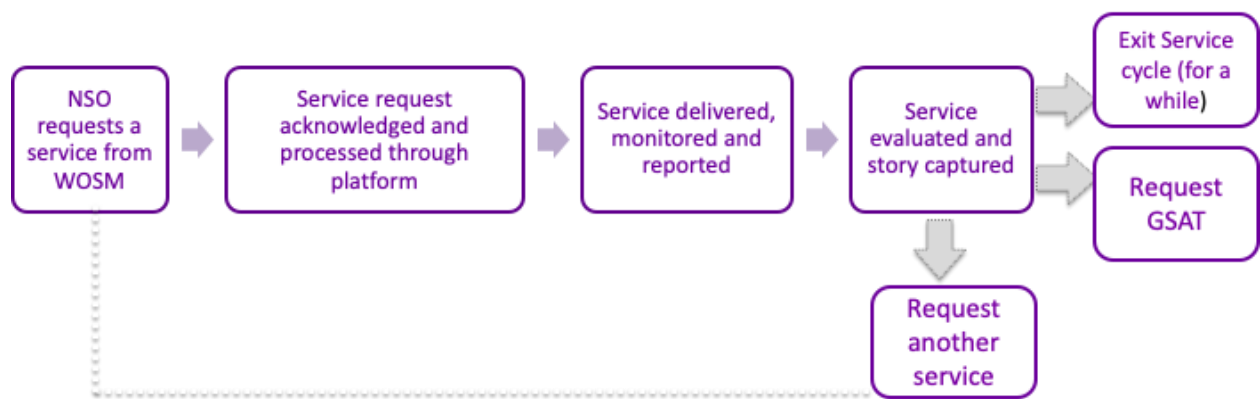 NSO
requests a
service from
WOSM
Service request
acknowledged and
processed through
platform
Service delivered,
monitored and
reported
Service
evaluated and
story captured
Exit Service
cycle (for a
while)
Request
GSAT
Request
another
service